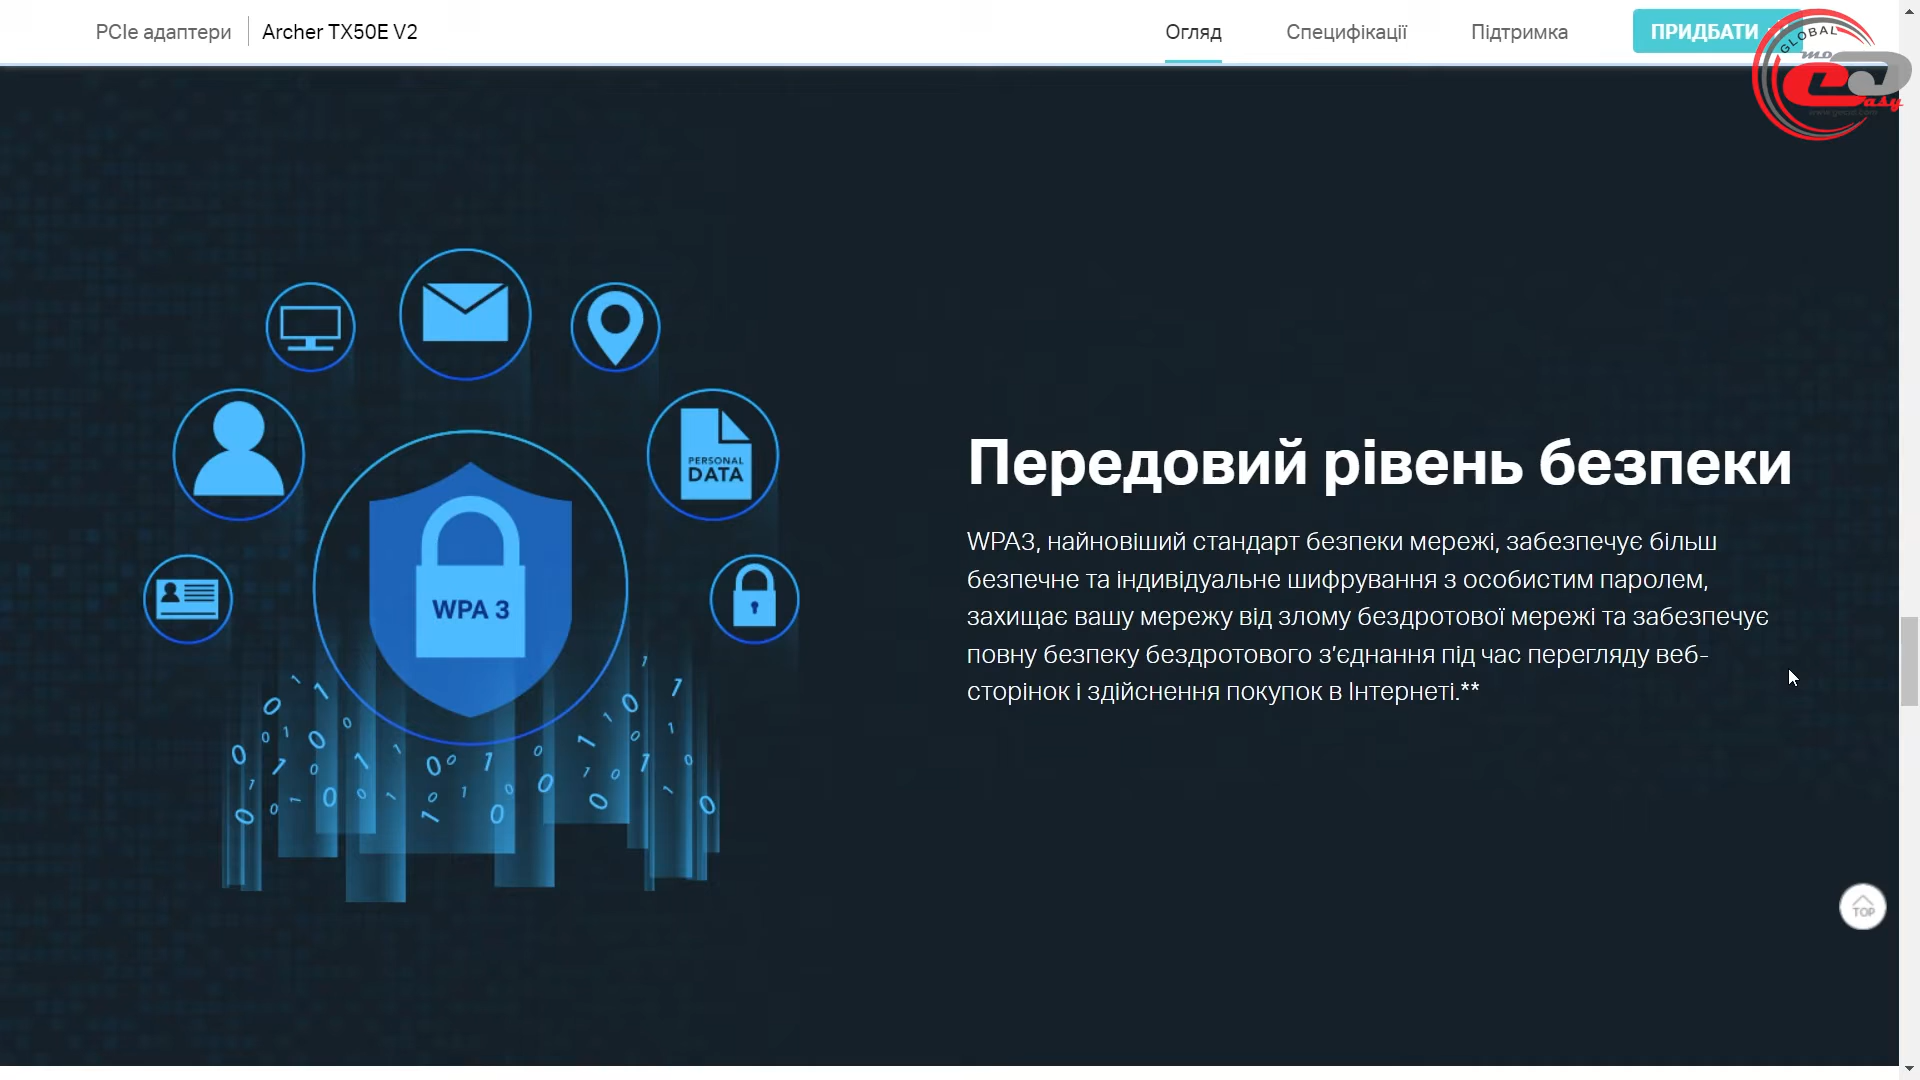 PCIe адаптери
Archer TX50E V2
Огляд
Специфікації
Підтримка
ПРИДБАТИ
GLOBAL
mo
easy
PERSONAL
DATA
WPA 3
Передовий рівень безпеки
WPA3, найновіший стандарт безпеки мережі, забезпечує більш
безпечне та індивідуальне шифрування з особистим паролем,
захищає вашу мережу від злому бездротової мережі та забезпечує
повну безпеку бездротового з’єднання під час перегляду веб-
сторінок і здійснення покупок в Інтернеті.**
TOP